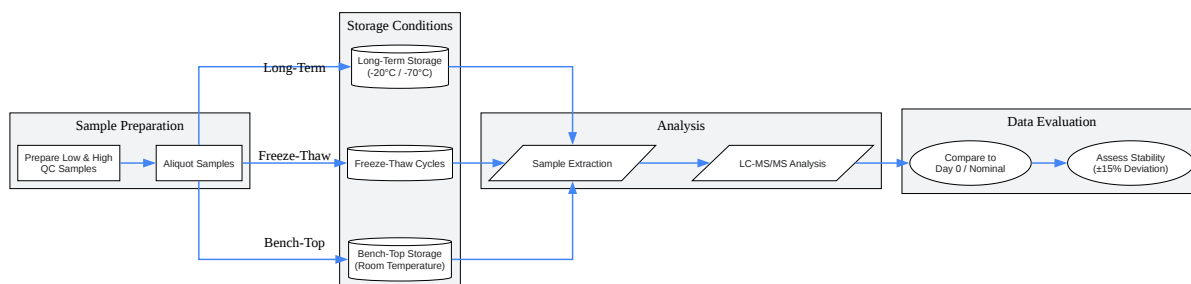 Storage Conditions
Long-Term
Long-Term Storage
(-20°C / -70°C)
Sample Preparation
Prepare Low & High
QC Samples
Aliquot Samples
Freeze-Thaw
Freeze-Thaw Cycles
Analysis
Sample Extraction
LC-MS/MS Analysis
Data Evaluation
Compare to
Day 0 / Nominal
Assess Stability
(±15% Deviation)
Bench-Top
Bench-Top Storage
(Room Temperature)